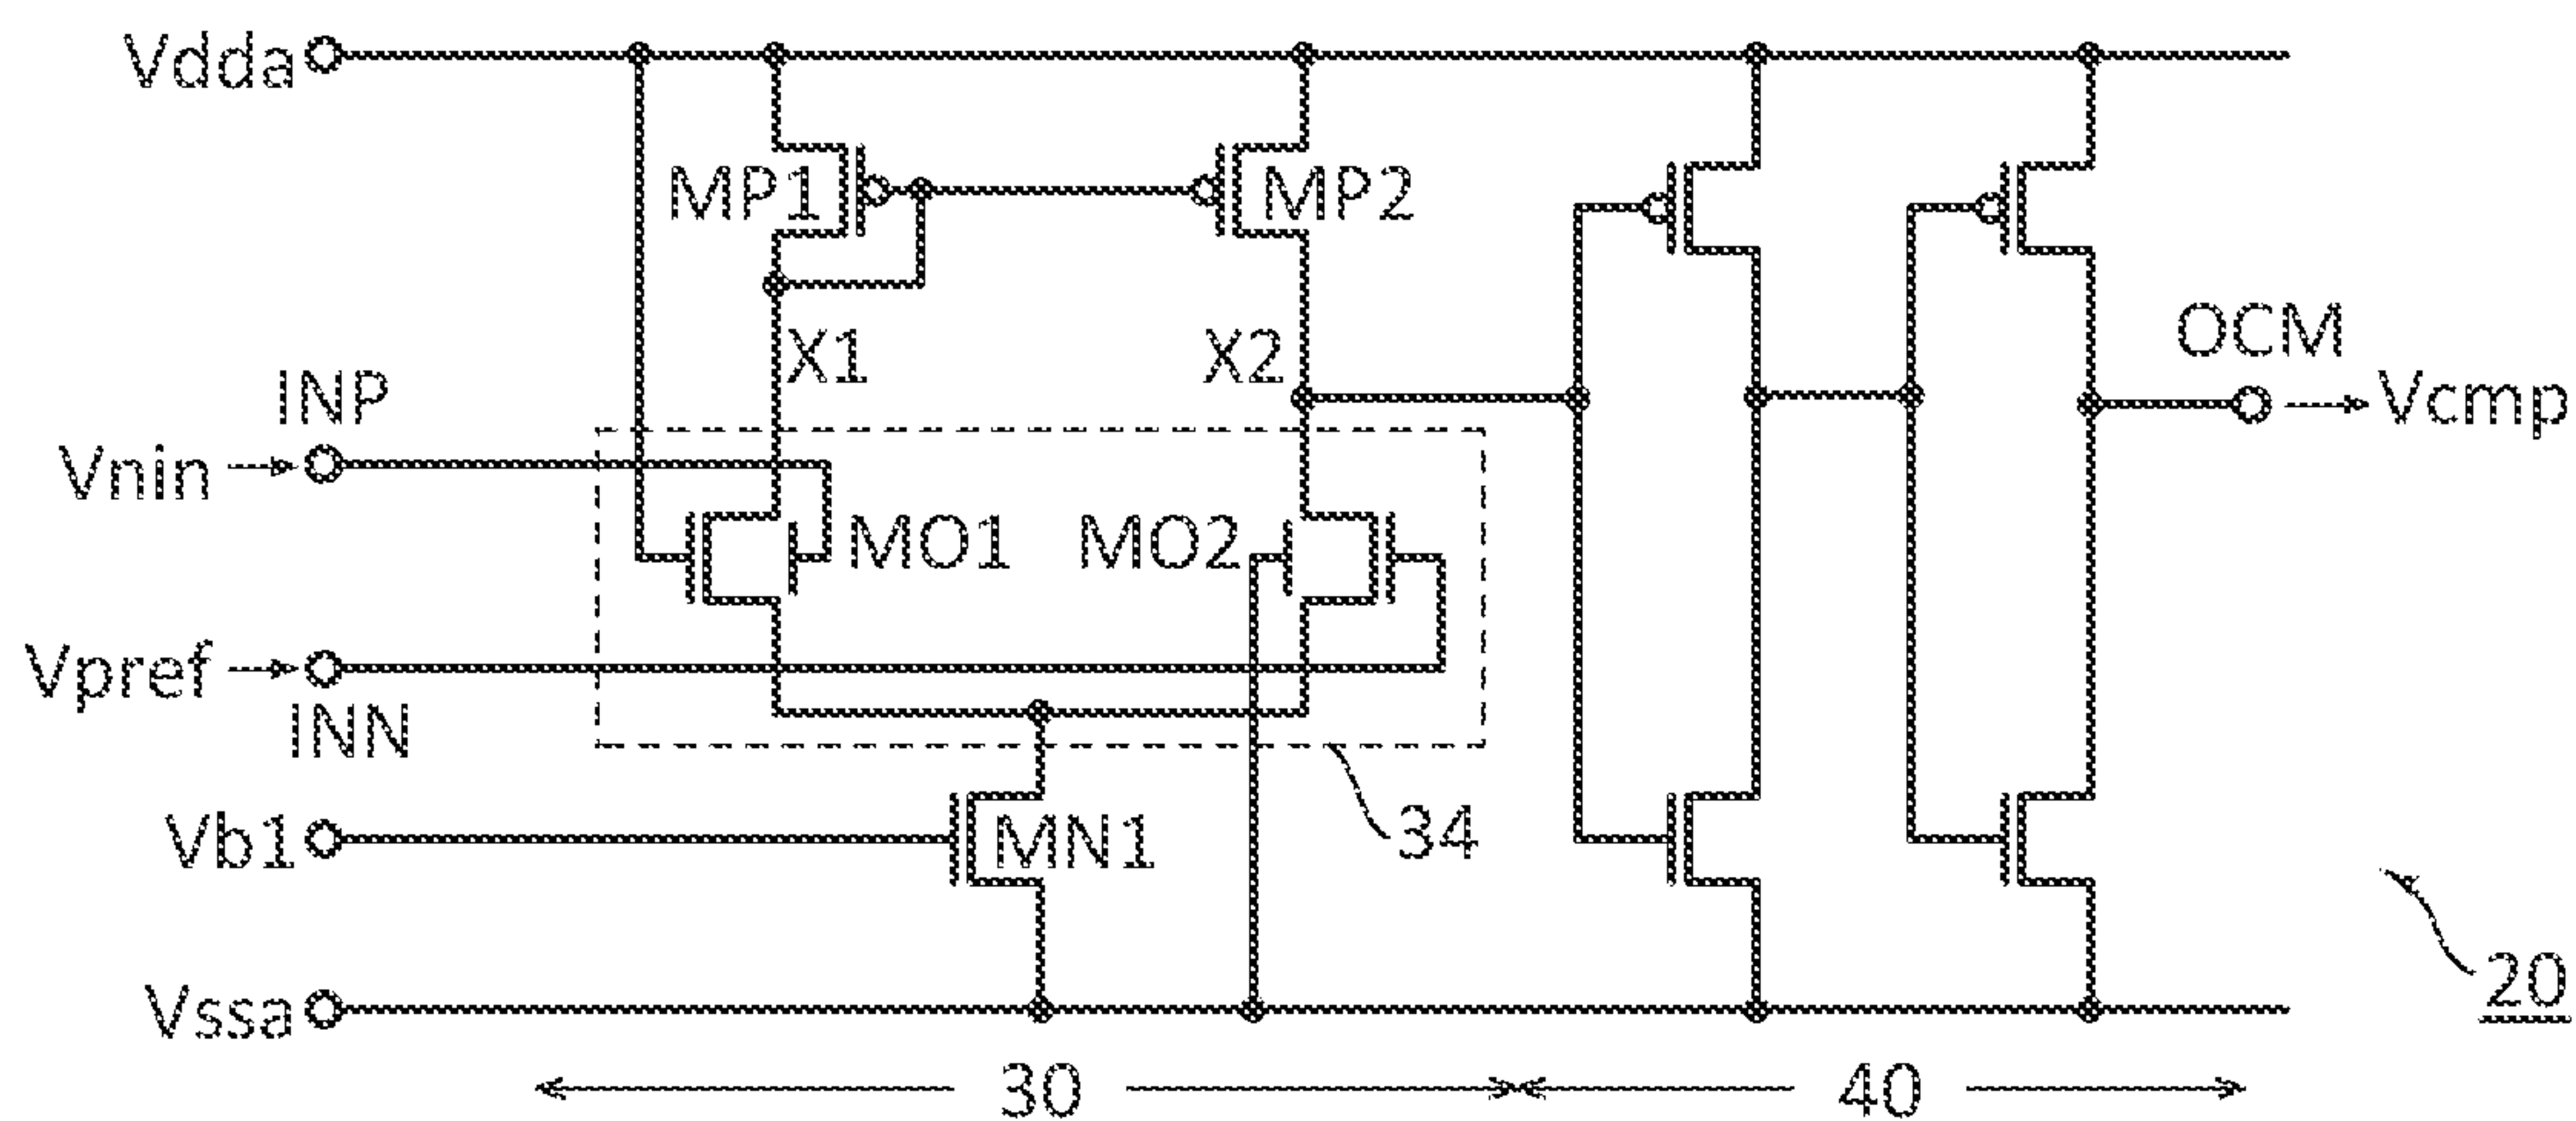 Vdda
MP1
MP2
X1
X2
OCM
INP
Vcmp
Vnin
MO1
MO2
Vpref
INN
Vb1
MN1
34
Vssa
20
30
40